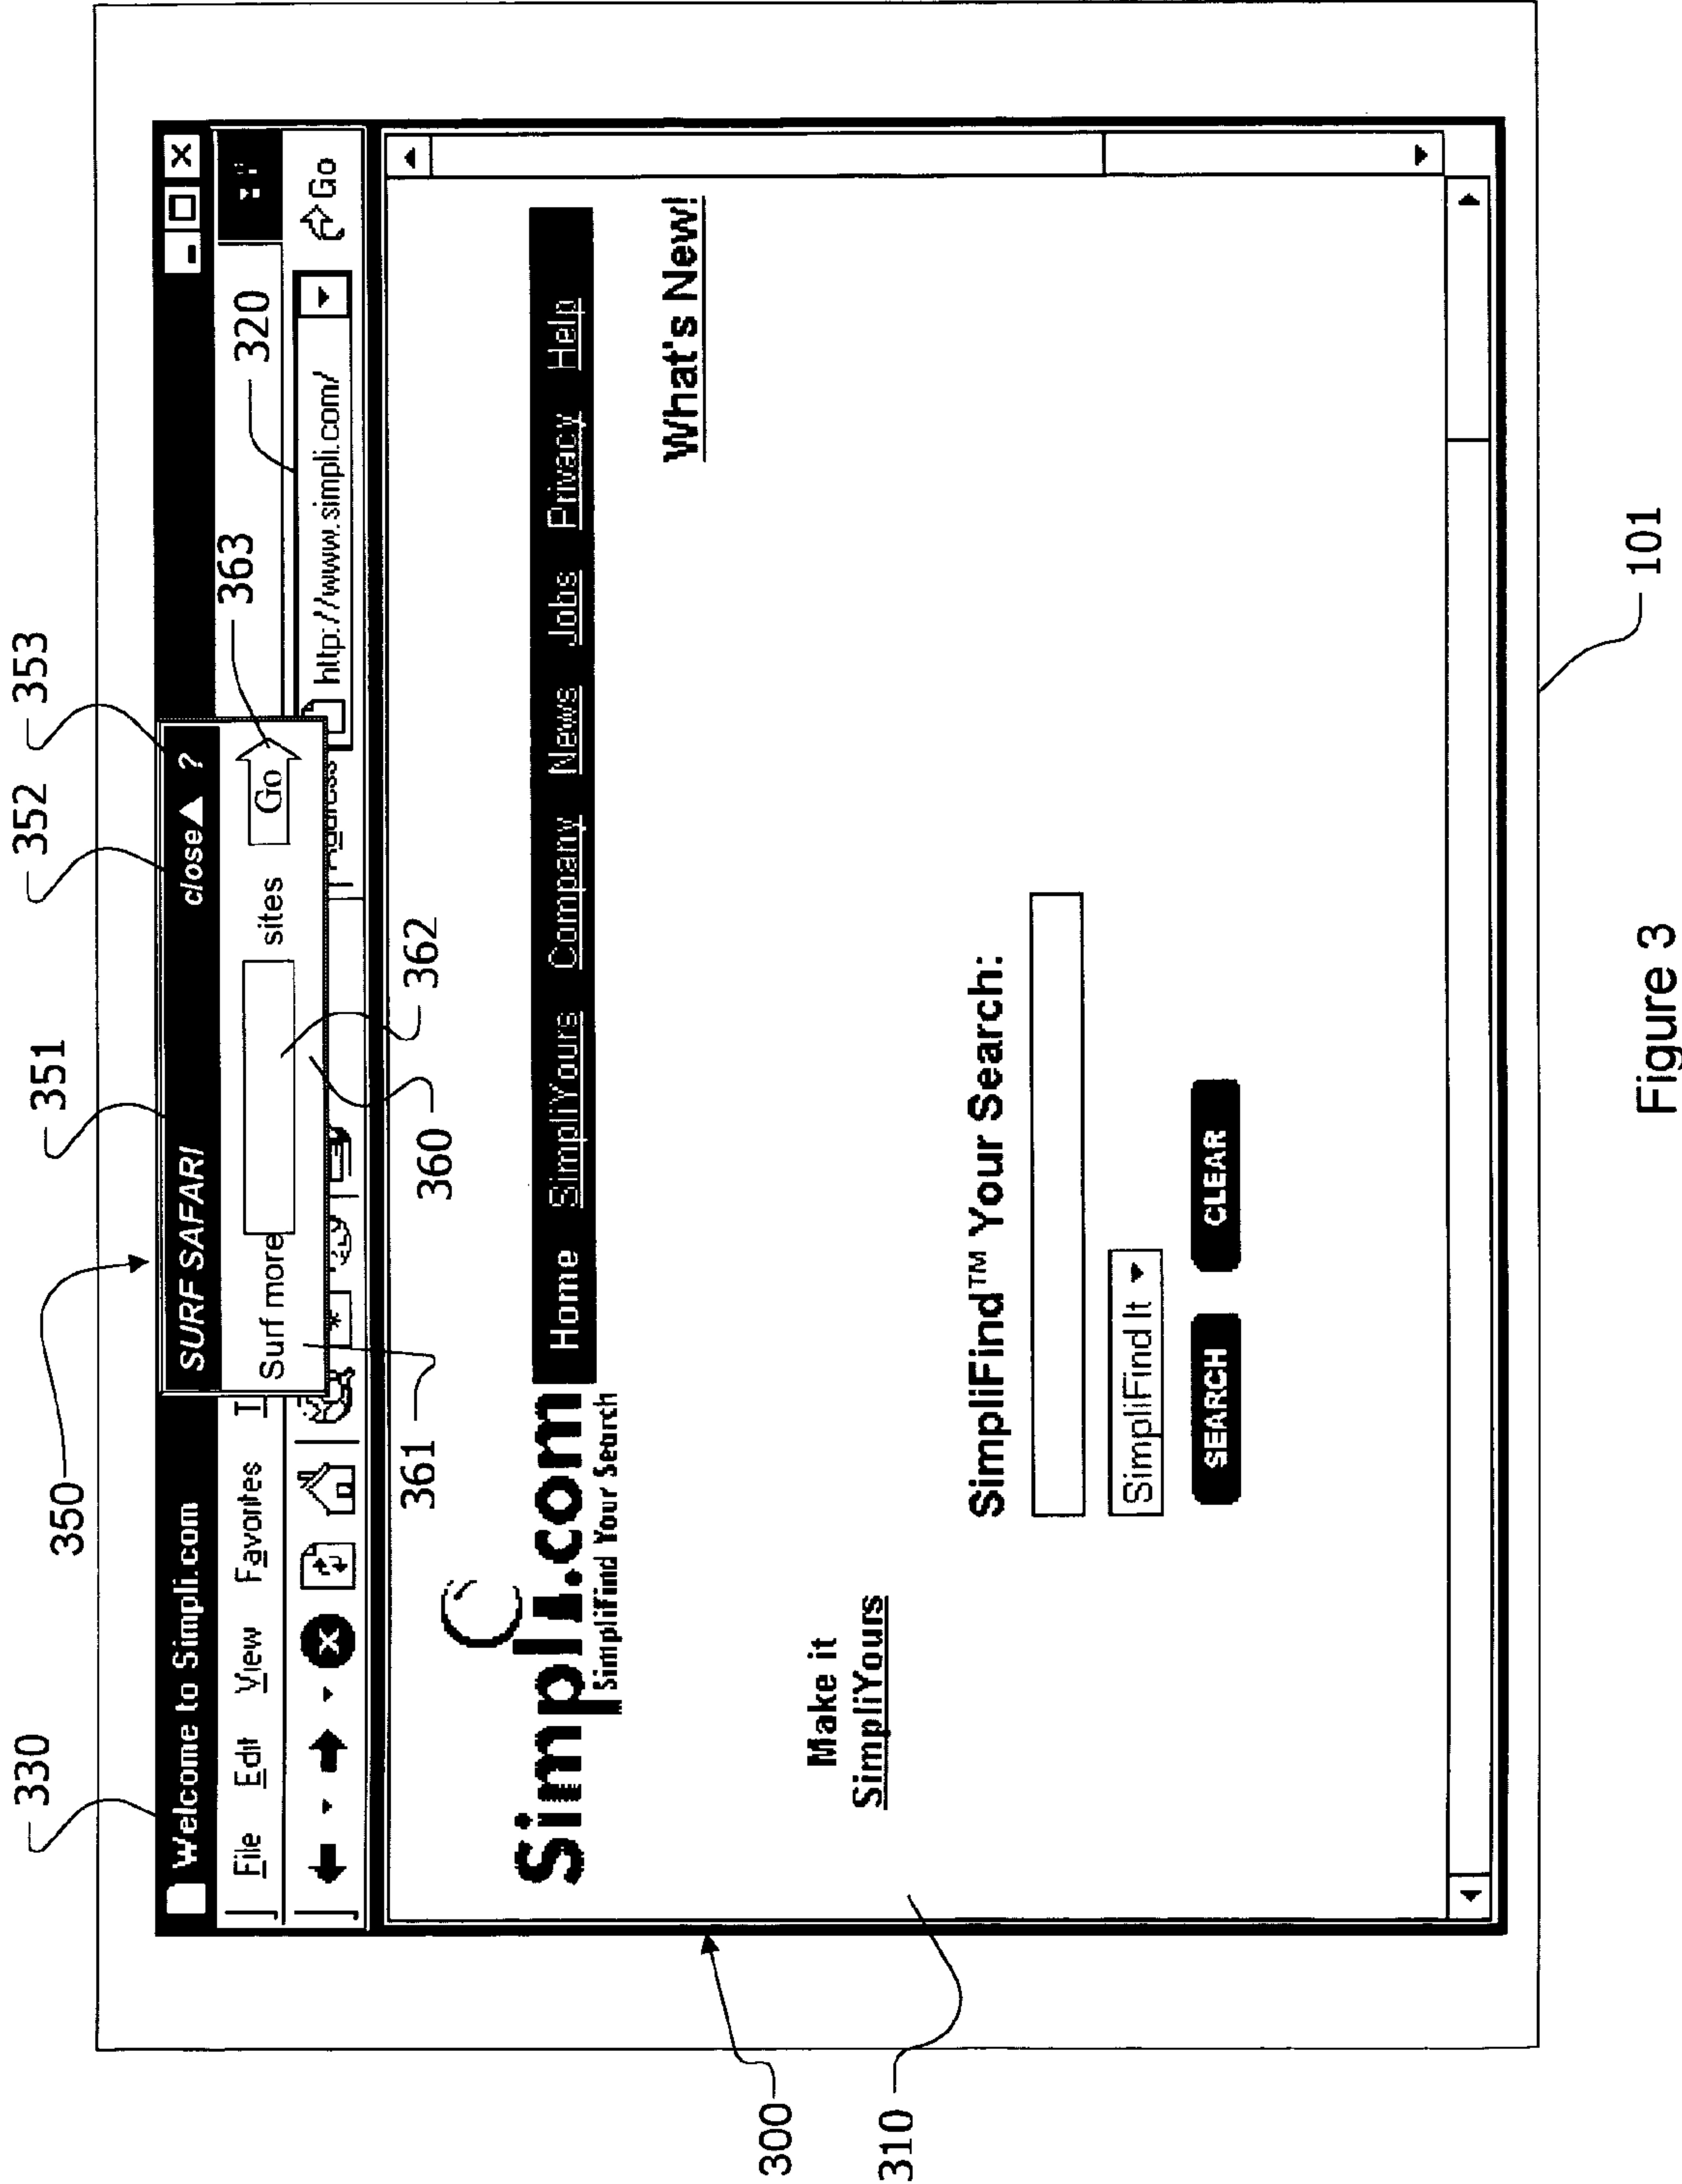 352 353
351
350
330
Welcome to Simpli.com
SURF SAFARI close ?
File Edit View Favorites T
Surf more sites Go
363
320
http://www.simpli.com/
Go
361
360
362
Simpli.com
SimpliFind Your Search
Home SimpliYours Company News Jobs Privacy Help
What's New!
Make it
SimpliYours
SimpliFind™ Your Search:
SimpliFind It
SEARCH CLEAR
300
310
101
Figure 3